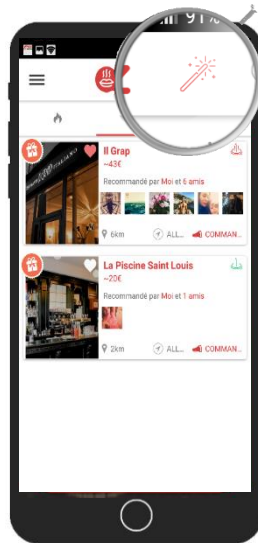 91%
Il Grap
~43€
Recommandé par Moi et 6 amis
6km ALL... COMMAN...
La Piscine Saint Louis
~20€
Recommandé par Moi et 1 amis
2km ALL... COMMAN...